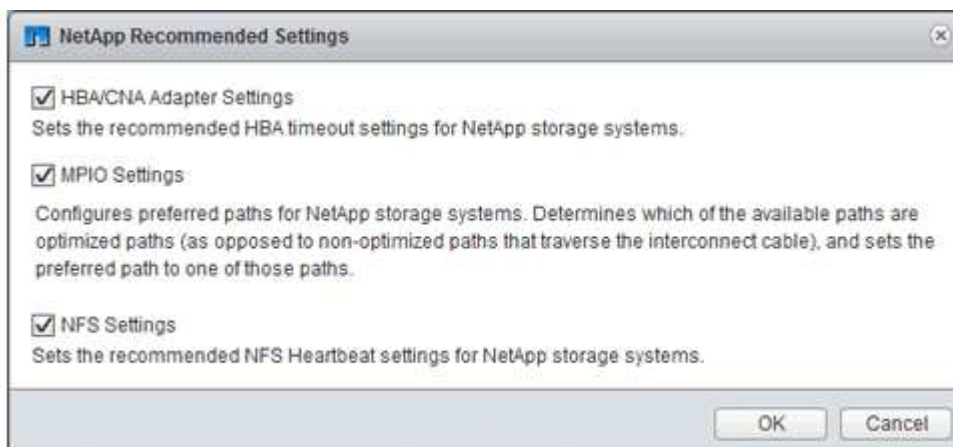 NetApp Recommended Settings
HBA/CNA Adapter Settings
Sets the recommended HBA timeout settings for NetApp storage systems.
MPIO Settings
Configures preferred paths for NetApp storage systems. Determines which of the available paths are
optimized paths (as opposed to non-optimized paths that traverse the interconnect cable), and sets the
preferred path to one of those paths.
NFS Settings
Sets the recommended NFS Heartbeat settings for NetApp storage systems.
OK Cancel